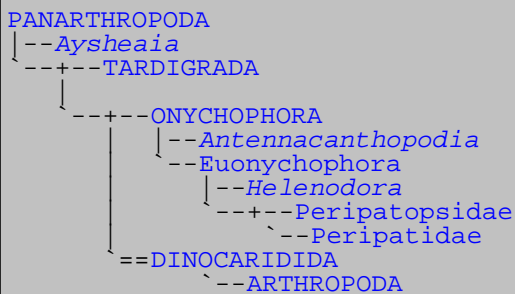 PANARTHROPODA
|--Aysheaia
`--+--TARDIGRADA
   |
   `--+--ONYCHOPHORA
      |  |--Antennacanthopodia
      |  `--Euonychophora
      |     |--Helenodora
      |     `--+--Peripatopsidae
      |        `--Peripatidae
      `==DINOCARIDIDA
            `--ARTHROPODA